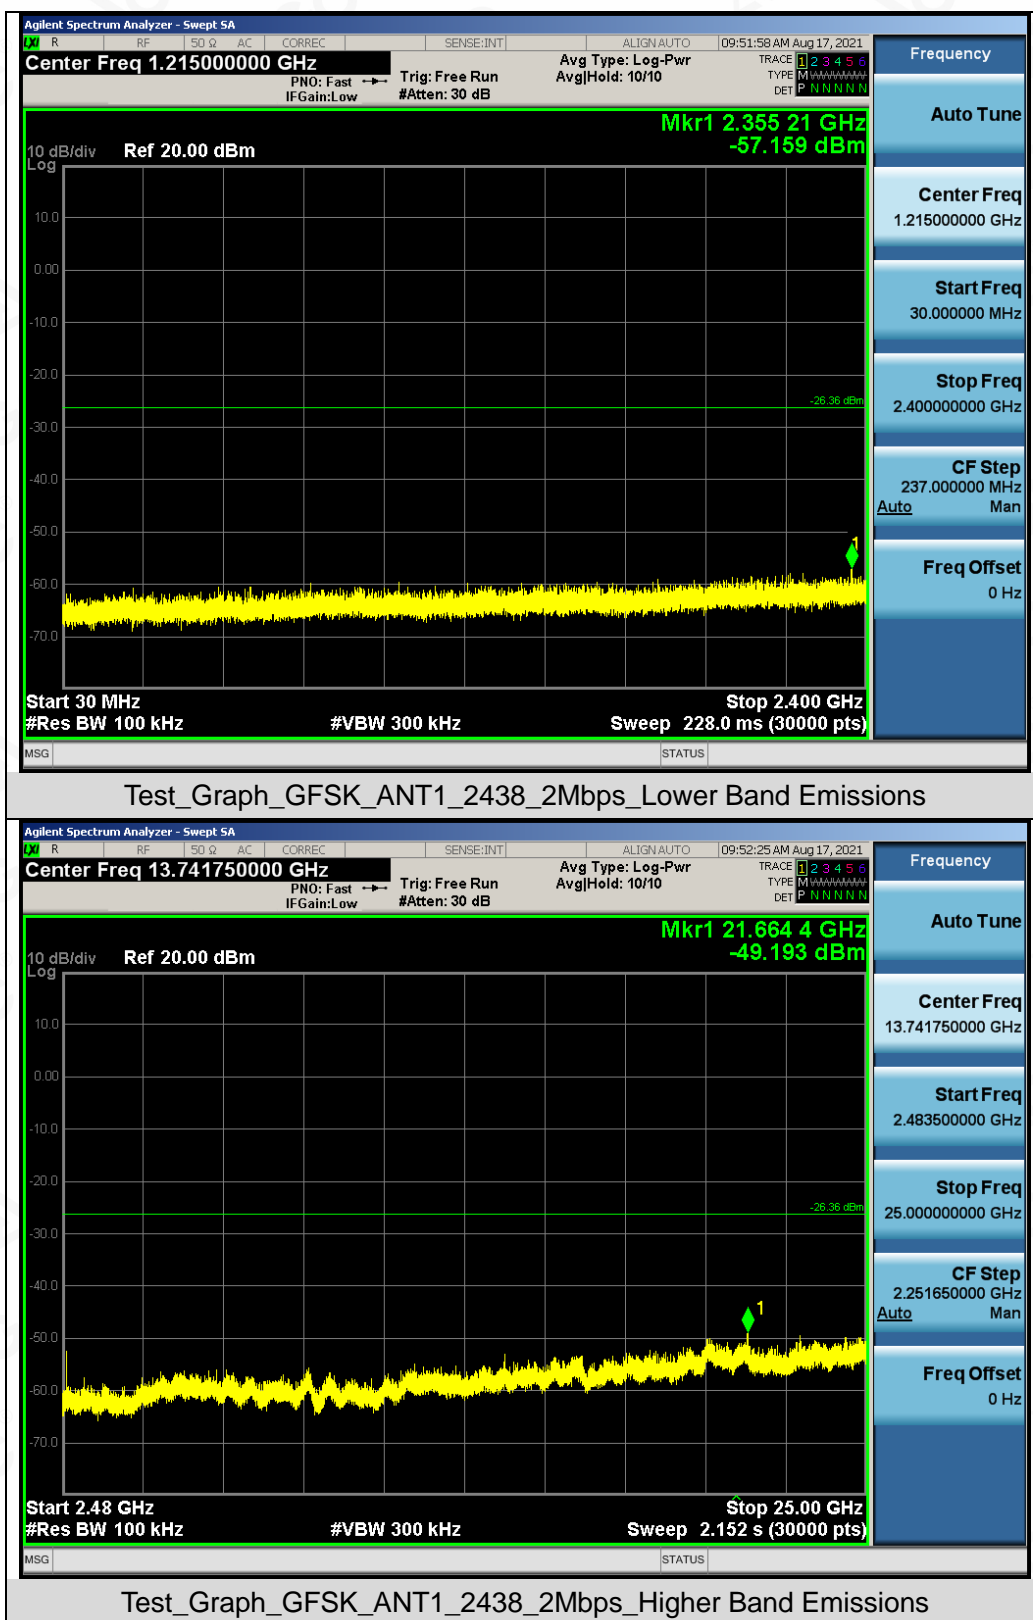 Agilent Spectrum Analyzer - Swept SA
LXI R RF 50 Ω AC CORREC SENSE:INT ALIGN AUTO 09:51:58 AM Aug 17, 2021
Center Freq 1.215000000 GHz
PNO: Fast
IFGain:Low
Trig: Free Run
#Atten: 30 dB
Avg Type: Log-Pwr
Avg|Hold: 10/10
TRACE 1 2 3 4 5 6
TYPE M WWWWW
DET P N N N N N
Mkr1 2.355 21 GHz
-57.159 dBm
10 dB/div Ref 20.00 dBm
Log
10.0
0.00
-10.0
-20.0
-26.36 dBm
-30.0
-40.0
-50.0
1
-60.0
-70.0
Start 30 MHz Stop 2.400 GHz
#Res BW 100 kHz #VBW 300 kHz Sweep 228.0 ms (30000 pts)
MSG STATUS
Frequency
Auto Tune
Center Freq
1.215000000 GHz
Start Freq
30.000000 MHz
Stop Freq
2.400000000 GHz
CF Step
237.000000 MHz
Auto Man
Freq Offset
0 Hz
Test_Graph_GFSK_ANT1_2438_2Mbps_Lower Band Emissions
Agilent Spectrum Analyzer - Swept SA
LXI R RF 50 Ω AC CORREC SENSE:INT ALIGN AUTO 09:52:25 AM Aug 17, 2021
Center Freq 13.741750000 GHz
PNO: Fast
IFGain:Low
Trig: Free Run
#Atten: 30 dB
Avg Type: Log-Pwr
Avg|Hold: 10/10
TRACE 1 2 3 4 5 6
TYPE M WWWWW
DET P N N N N N
Mkr1 21.664 4 GHz
-49.193 dBm
10 dB/div Ref 20.00 dBm
Log
10.0
0.00
-10.0
-20.0
-26.36 dBm
-30.0
-40.0
1
-50.0
-60.0
-70.0
Start 2.48 GHz Stop 25.00 GHz
#Res BW 100 kHz #VBW 300 kHz Sweep 2.152 s (30000 pts)
MSG STATUS
Frequency
Auto Tune
Center Freq
13.741750000 GHz
Start Freq
2.483500000 GHz
Stop Freq
25.000000000 GHz
CF Step
2.251650000 GHz
Auto Man
Freq Offset
0 Hz
Test_Graph_GFSK_ANT1_2438_2Mbps_Higher Band Emissions